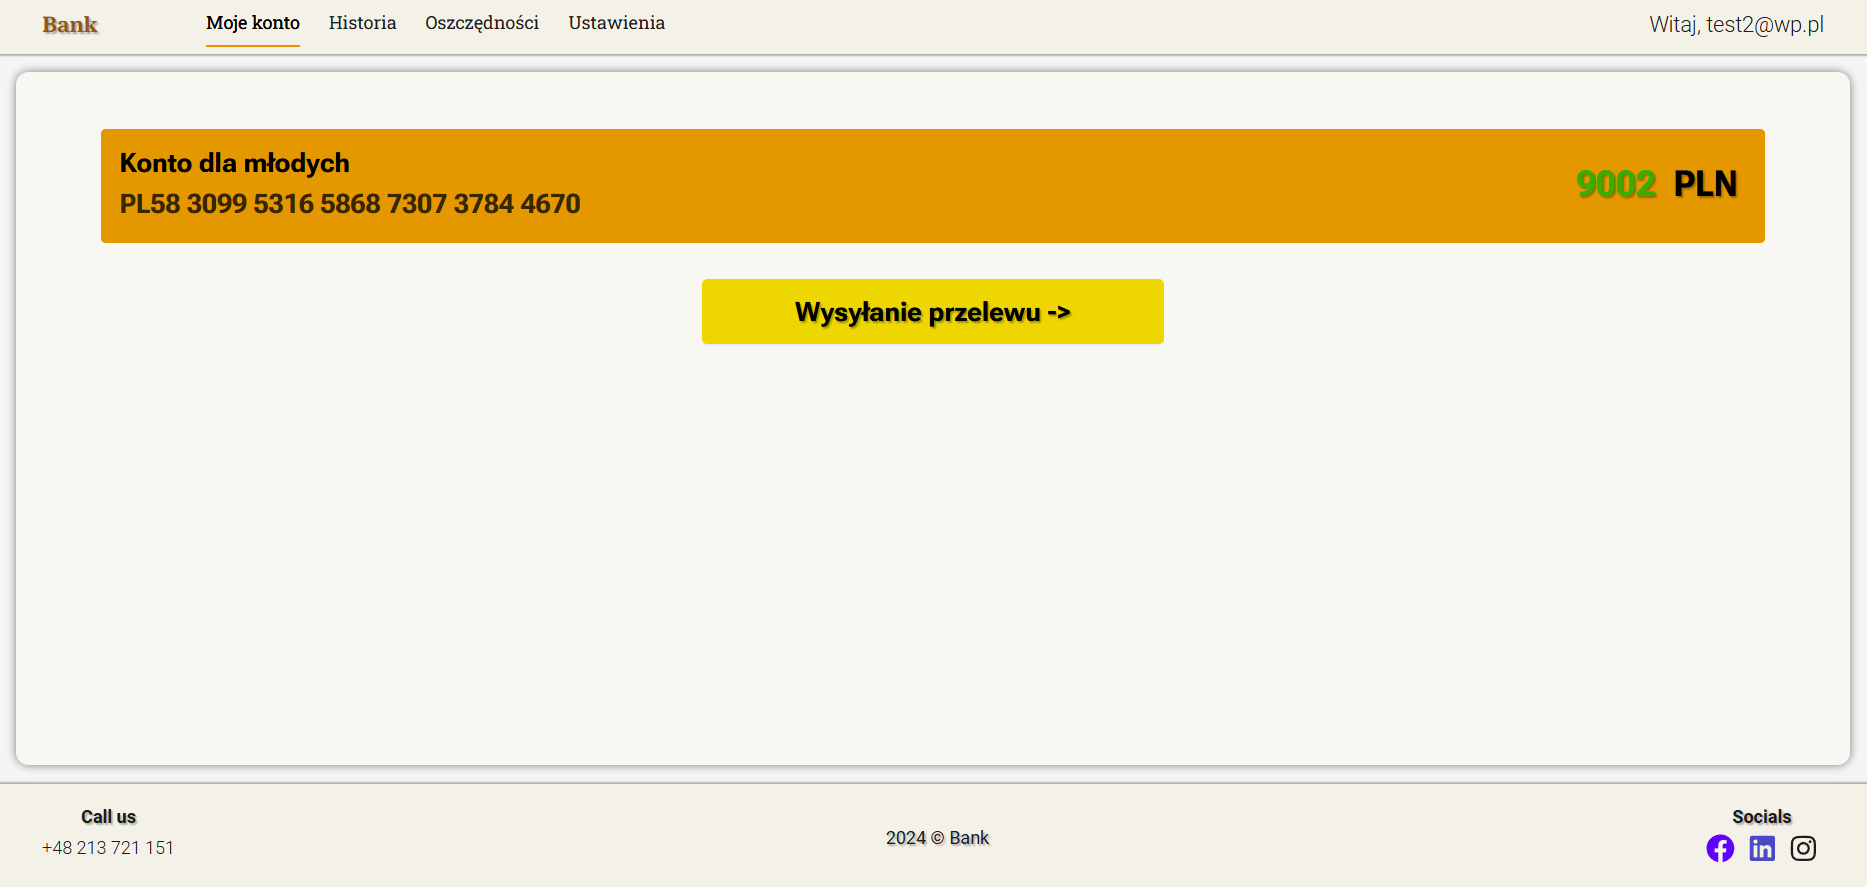 Bank
Moje konto
Historia
Oszczędności
Ustawienia
Witaj, test2@wp.pl
Konto dla młodych
PL58 3099 5316 5868 7307 3784 4670
9002 PLN
Wysyłanie przelewu ->
Call us
+48 213 721 151
2024 © Bank
Socials